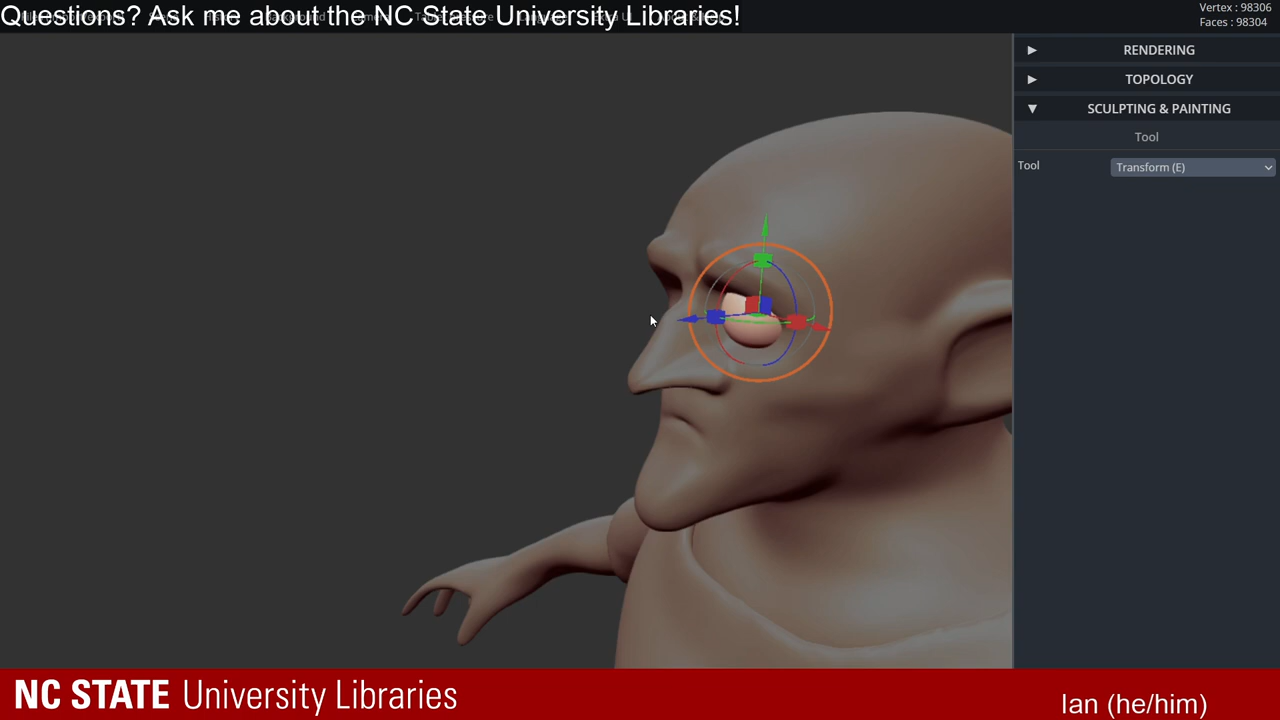 Questions? Ask me about the NC State University Libraries!
Vertex : 98306
Faces : 98304
RENDERING
TOPOLOGY
SCULPTING & PAINTING
Tool
Tool
Transform (E)
NC STATE University Libraries
Ian (he/him)